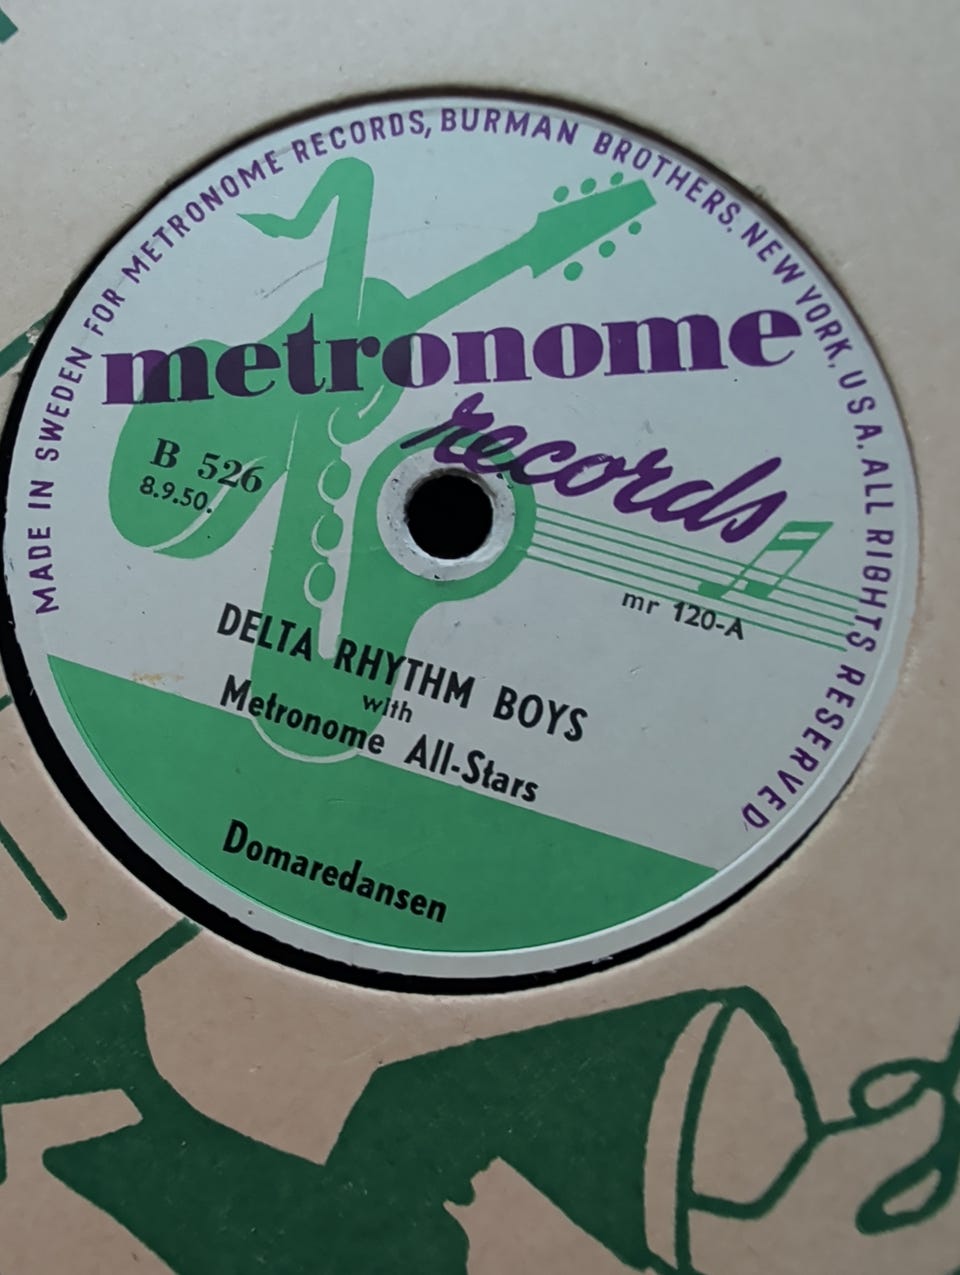 MADE IN SWEDEN FOR METRONOME RECORDS, BURMAN BROTHERS, NEW YORK, U S A. ALL RIGHTS RESERVED
metronome
records
B 526
8.9.50.
mr 120-A
DELTA RHYTHM BOYS
with
Metronome All-Stars
Domaredansen